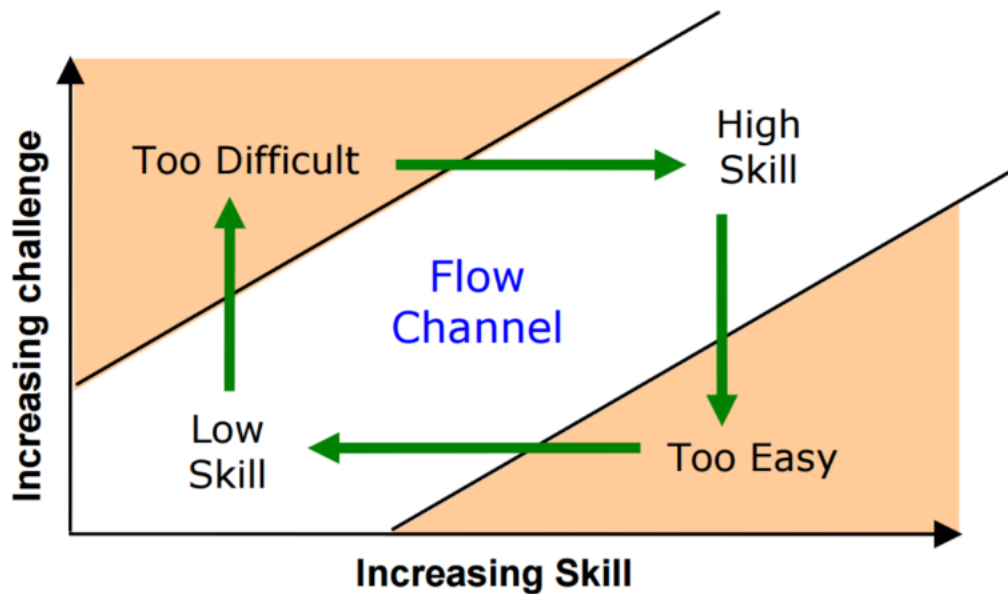 Increasing challenge
Too Difficult
High
Skill
Flow
Channel
Low
Skill
Too Easy
Increasing Skill